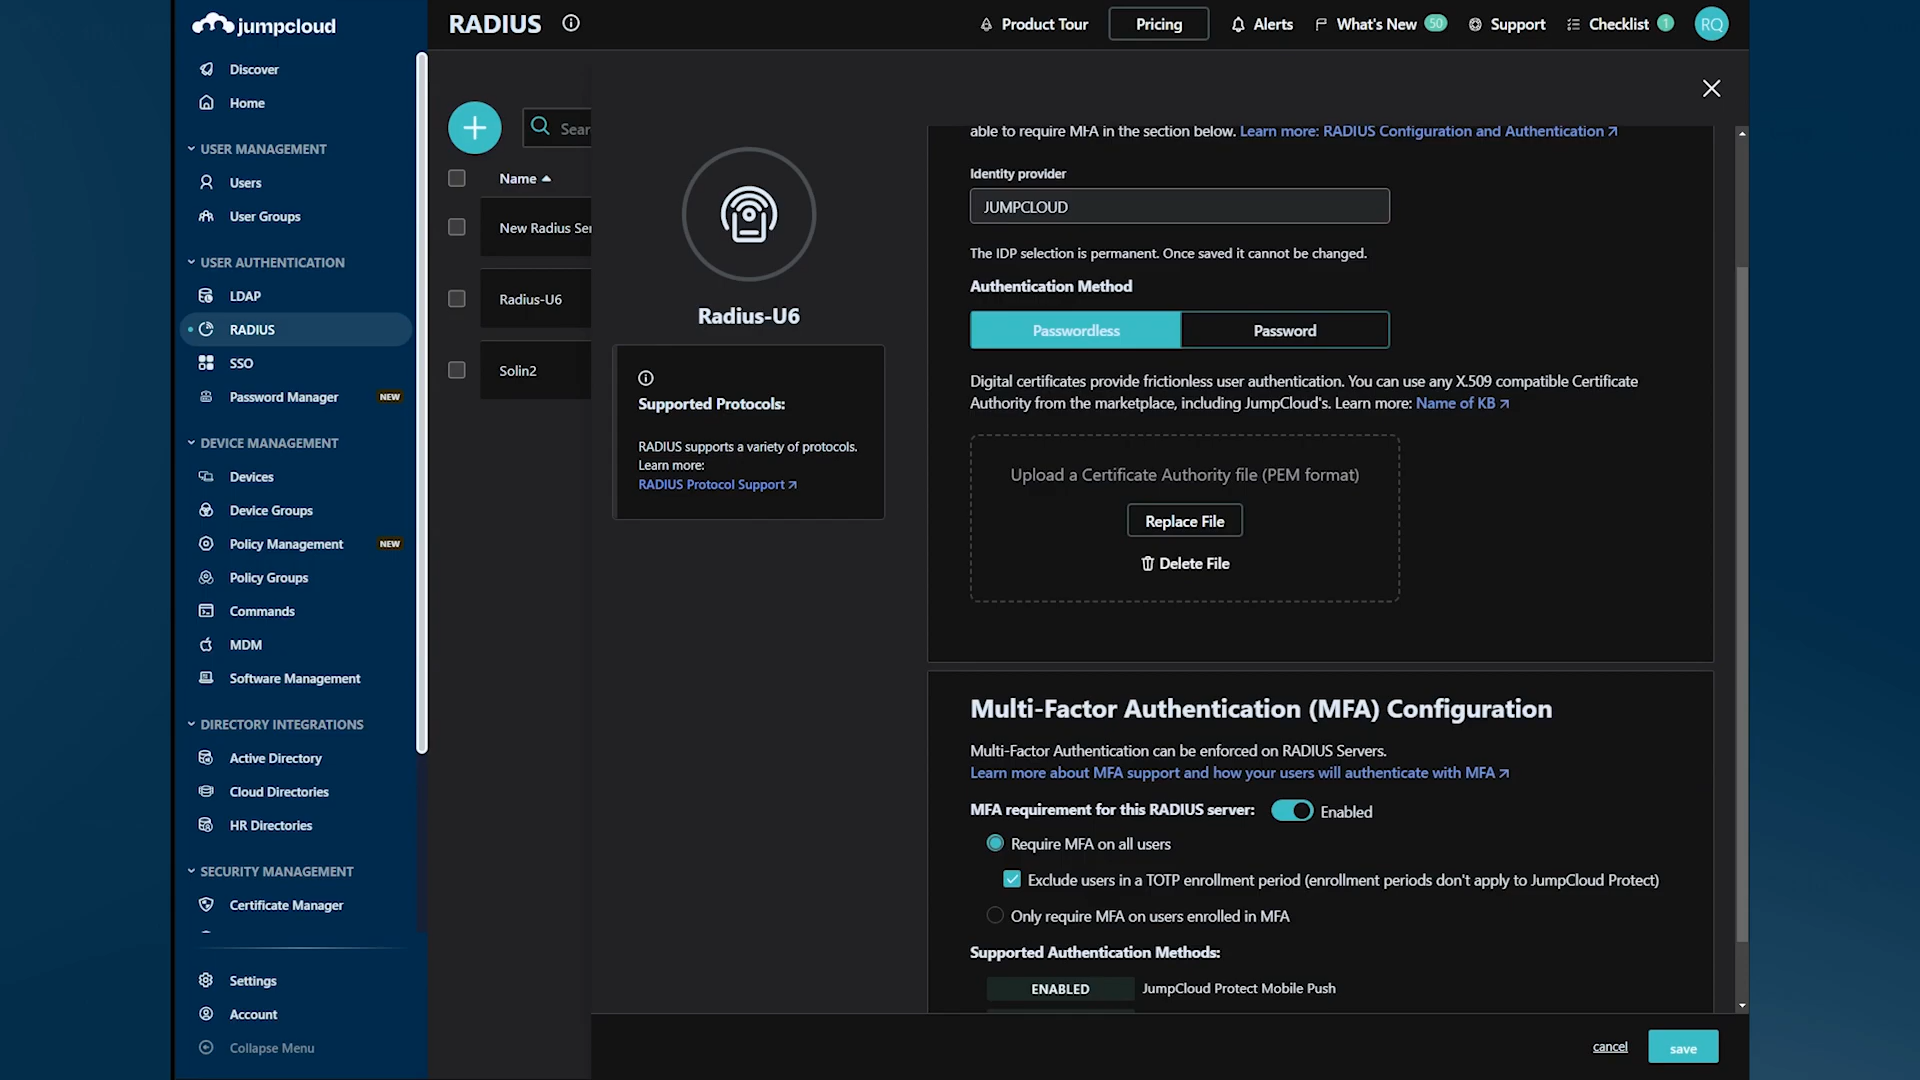 jumpcloud
Discover
Home
USER MANAGEMENT
Users
User Groups
USER AUTHENTICATION
LDAP
RADIUS
SSO
Password Manager NEW
DEVICE MANAGEMENT
Devices
Device Groups
Policy Management NEW
Policy Groups
Commands
MDM
Software Management
DIRECTORY INTEGRATIONS
Active Directory
Cloud Directories
HR Directories
SECURITY MANAGEMENT
Certificate Manager
Settings
Account
Collapse Menu
RADIUS
Product Tour
Pricing
Alerts
What's New 50
Support
Checklist 1
RQ
Sear
Name
New Radius Ser
Radius-U6
Solin2
Radius-U6
Supported Protocols:
RADIUS supports a variety of protocols.
Learn more:
RADIUS Protocol Support
able to require MFA in the section below. Learn more: RADIUS Configuration and Authentication
Identity provider
JUMPCLOUD
The IDP selection is permanent. Once saved it cannot be changed.
Authentication Method
Passwordless Password
Digital certificates provide frictionless user authentication. You can use any X.509 compatible Certificate
Authority from the marketplace, including JumpCloud's. Learn more: Name of KB
Upload a Certificate Authority file (PEM format)
Replace File
Delete File
Multi-Factor Authentication (MFA) Configuration
Multi-Factor Authentication can be enforced on RADIUS Servers.
Learn more about MFA support and how your users will authenticate with MFA
MFA requirement for this RADIUS server: Enabled
Require MFA on all users
Exclude users in a TOTP enrollment period (enrollment periods don't apply to JumpCloud Protect)
Only require MFA on users enrolled in MFA
Supported Authentication Methods:
ENABLED JumpCloud Protect Mobile Push
cancel
save